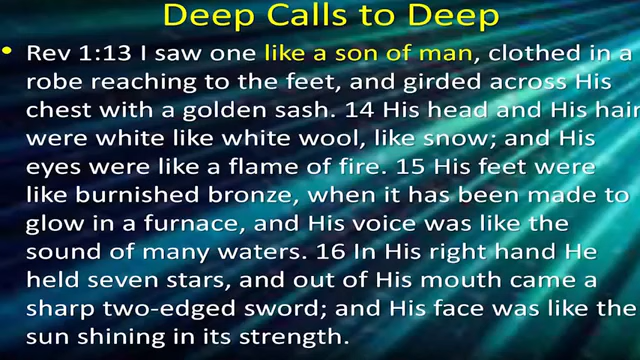 Deep Calls to Deep
• Rev 1:13 I saw one like a son of man, clothed in a
robe reaching to the feet, and girded across His
chest with a golden sash. 14 His head and His hair
were white like white wool, like snow; and His
eyes were like a flame of fire. 15 His feet were
like burnished bronze, when it has been made to
glow in a furnace, and His voice was like the
sound of many waters. 16 In His right hand He
held seven stars, and out of His mouth came a
sharp two-edged sword; and His face was like the
sun shining in its strength.